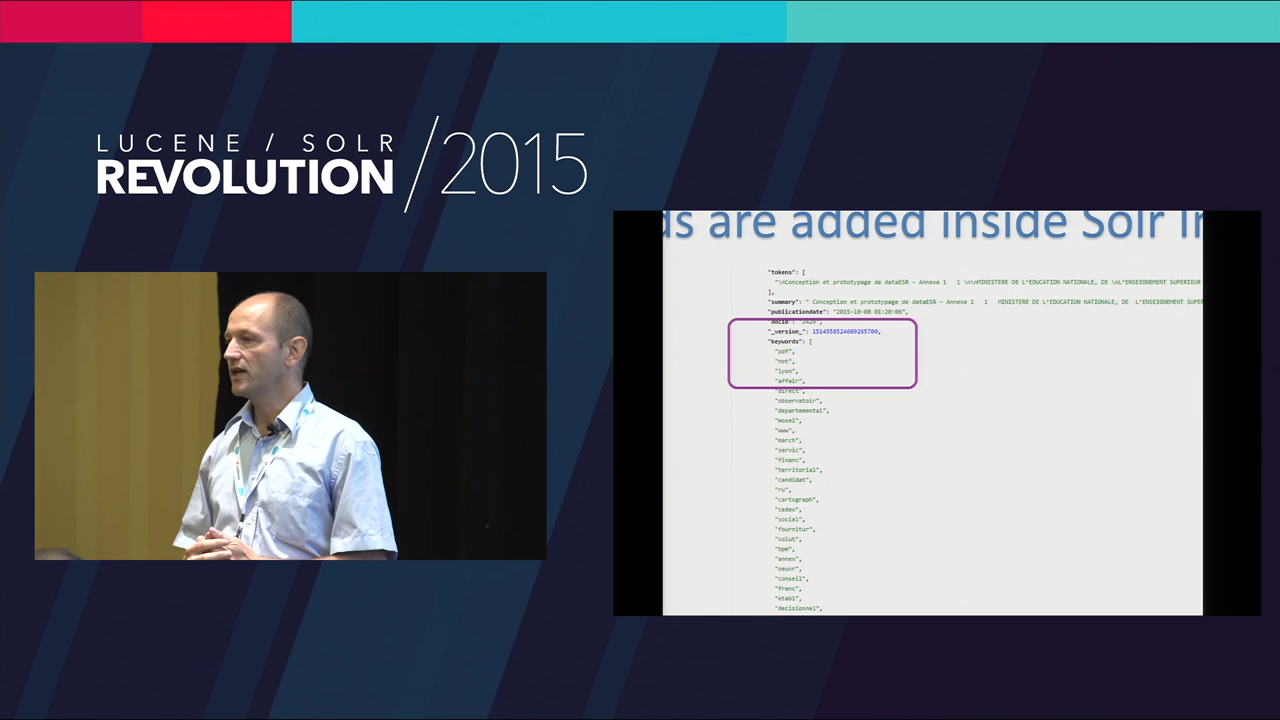 LUCENE / SOLR
REVOLUTION
/2015
ds are added inside Solr In
"tokens": [
"\nConception et prototypage de dataESR – Annexe 1 1 \n\nMINISTERE DE L'EDUCATION NATIONALE, DE \nL'ENSEIGNEMENT SUPERIEUR
],
"summary": " Conception et prototypage de dataESR – Annexe 1 1 MINISTERE DE L'EDUCATION NATIONALE, DE L'ENSEIGNEMENT SUPER
"publicationdate": "2015-10-08 01:20:06",
"docid": "2429",
"_version_": 1514558524609265700,
"keywords": [
"pdf",
"not",
"lyon",
"affair",
"direct",
"observatoir",
"departemental",
"mosel",
"www",
"march",
"servic",
"financ",
"territorial",
"candidat",
"ru",
"cartograph",
"cedex",
"social",
"fournitur",
"solut",
"bpm",
"annex",
"oeuvr",
"conseil",
"franc",
"etabl",
"decisionnel",